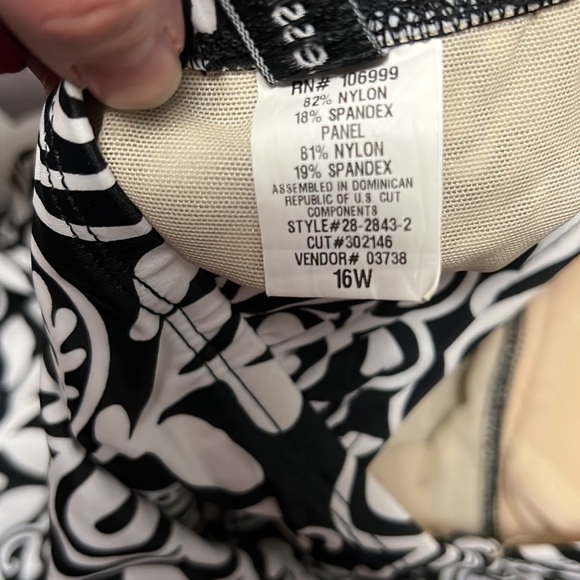 RN# 106999
82% NYLON
18% SPANDEX
PANEL
81% NYLON
19% SPANDEX
ASSEMBLED IN DOMINICAN
REPUBLIC OF U.S. CUT
COMPONENTS
STYLE#28-2843-2
CUT#302146
VENDOR# 03738
16W